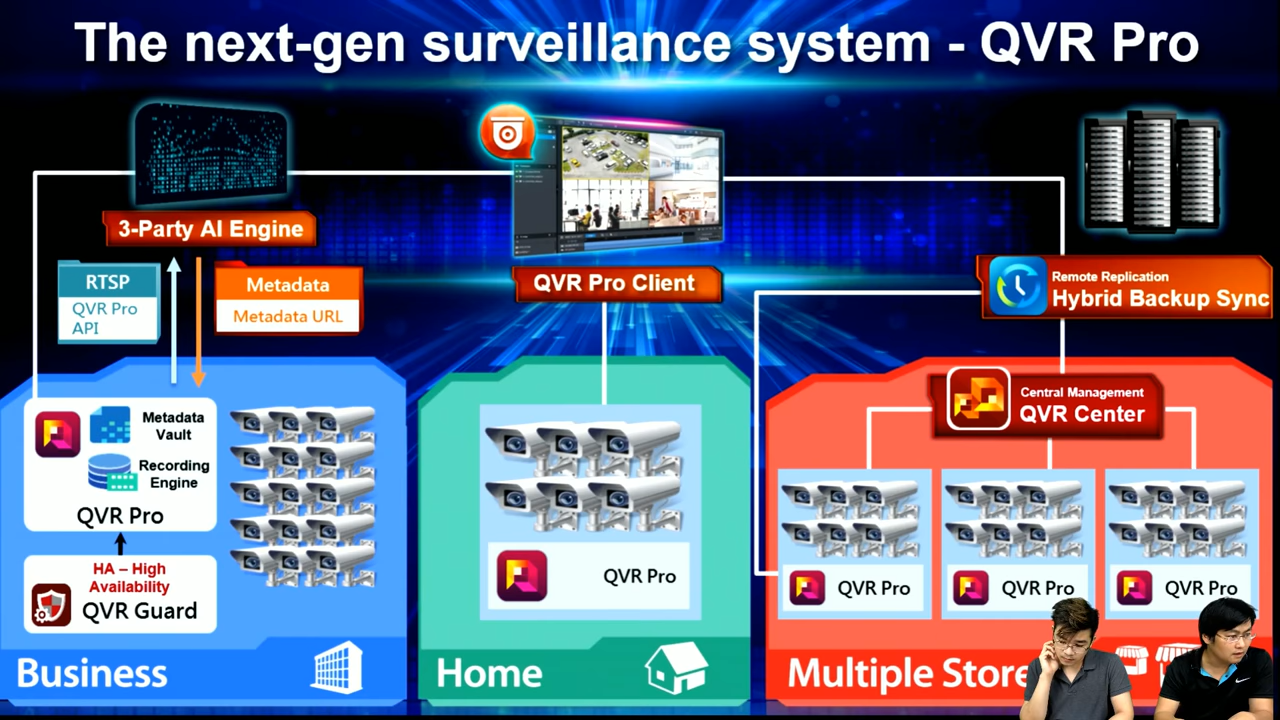 The next-gen surveillance system - QVR Pro
3-Party AI Engine
RTSP
QVR Pro
API
Metadata
Metadata URL
QVR Pro Client
Remote Replication
Hybrid Backup Sync
Metadata
Vault
Recording
Engine
QVR Pro
HA – High
Availability
QVR Guard
Business
QVR Pro
Home
Central Management
QVR Center
QVR Pro
QVR Pro
QVR Pro
Multiple Store